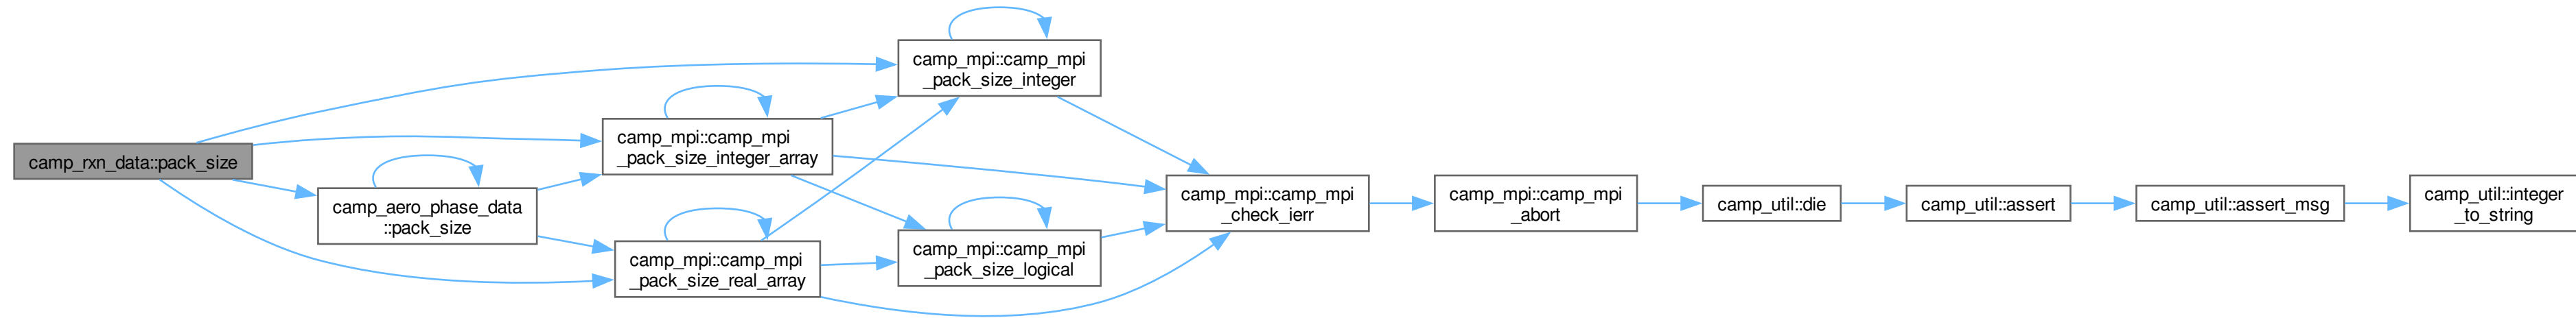 camp_rxn_data::pack_size
camp_aero_phase_data
::pack_size
camp_mpi::camp_mpi
_pack_size_integer_array
camp_mpi::camp_mpi
_pack_size_real_array
camp_mpi::camp_mpi
_pack_size_integer
camp_mpi::camp_mpi
_pack_size_logical
camp_mpi::camp_mpi
_check_ierr
camp_mpi::camp_mpi
_abort
camp_util::die
camp_util::assert
camp_util::assert_msg
camp_util::integer
_to_string